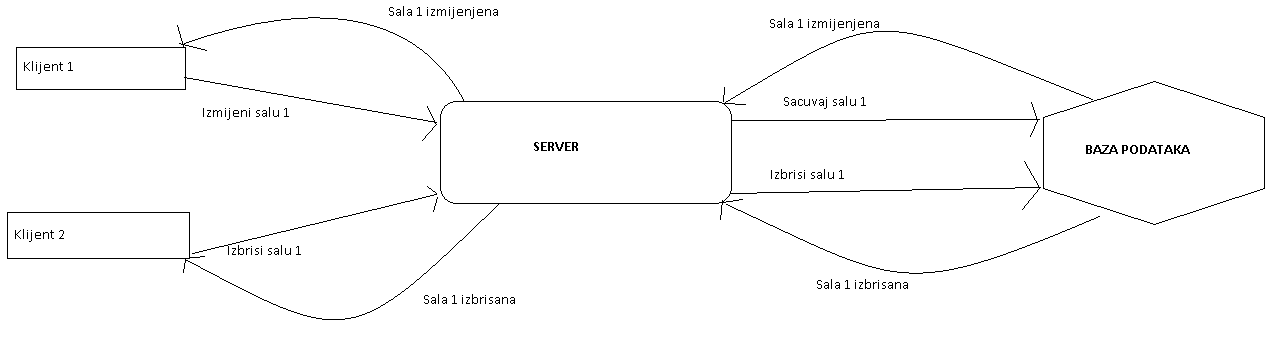 Sala 1 izmijenjena
Sala 1 izmijenjena
Klijent 1
Izmijeni salu 1
Sacuvaj salu 1
SERVER
BAZA PODATAKA
Izbrisi salu 1
Klijent 2
Izbrisi salu 1
Sala 1 izbrisana
Sala 1 izbrisana